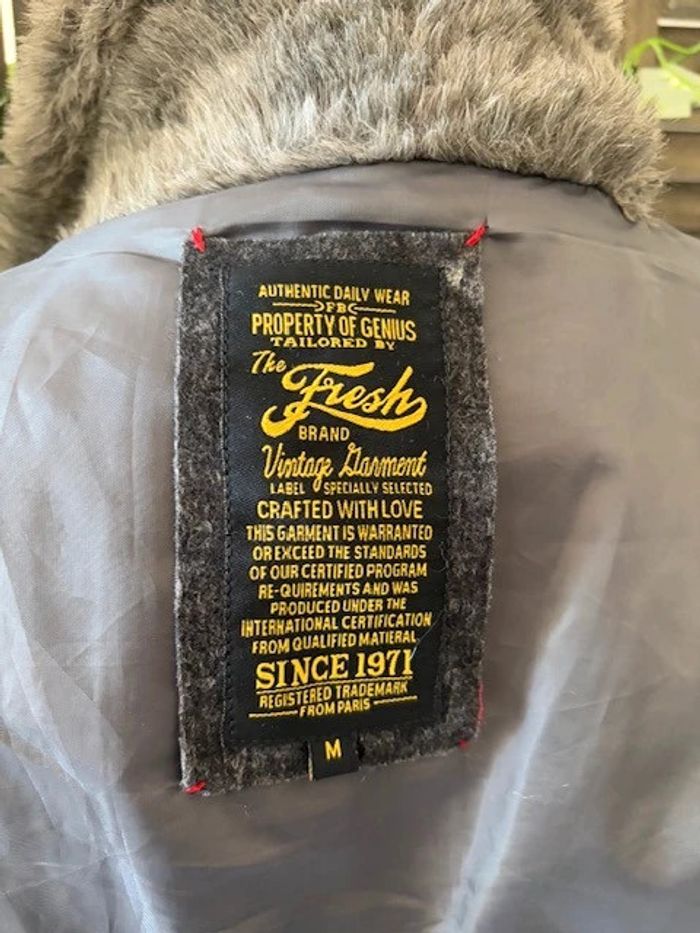 AUTHENTIC DAILY WEAR
FB
PROPERTY OF GENIUS
TAILORED BY
The
Fresh
BRAND
Vintage Garment
LABEL SPECIALLY SELECTED
CRAFTED WITH LOVE
THIS GARMENT IS WARRANTED
OR EXCEED THE STANDARDS
OF OUR CERTIFIED PROGRAM
RE-QUIREMENTS AND WAS
PRODUCED UNDER THE
INTERNATIONAL CERTIFICATION
FROM QUALIFIED MATIERAL
SINCE 1971
REGISTERED TRADEMARK
FROM PARIS
M